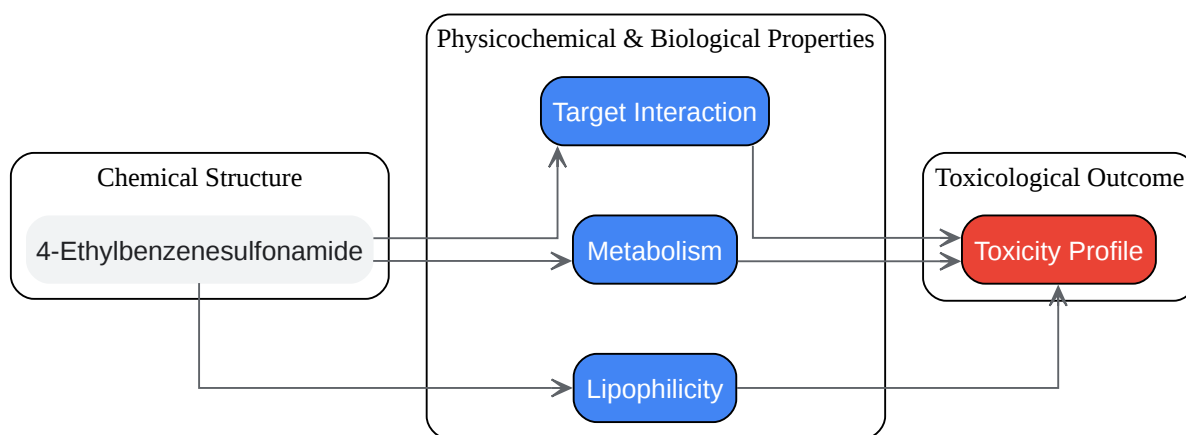 Physicochemical & Biological Properties
Target Interaction
Chemical Structure
4-Ethylbenzenesulfonamide
Metabolism
Lipophilicity
Toxicological Outcome
Toxicity Profile